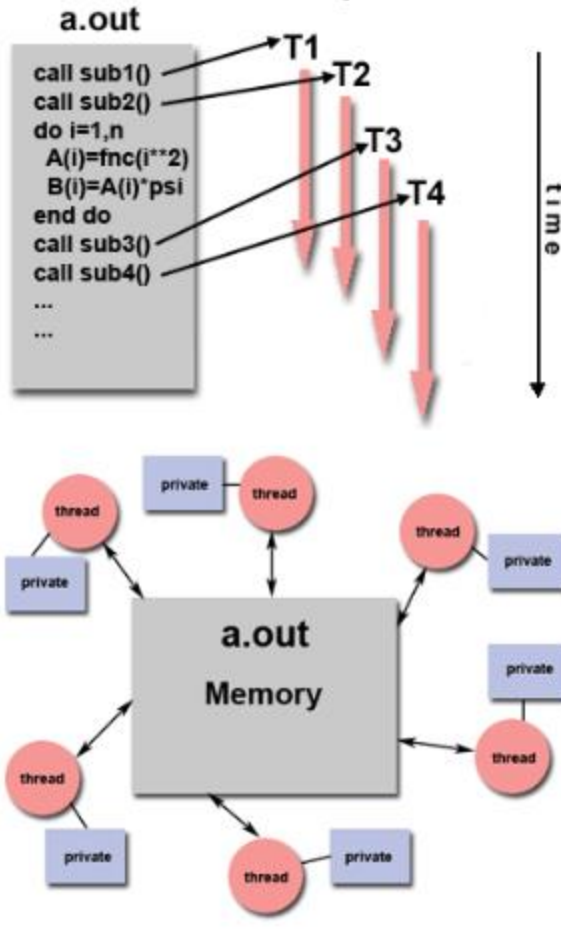 a.out
call sub1()
call sub2()
do i=1,n
A(i)=fnc(i**2)
B(i)=A(i)*psi
end do
call sub3()
call sub4()
...
...
T1
T2
T3
T4
time
private
thread
thread
private
thread
private
a.out
Memory
private
thread
thread
private
thread
private